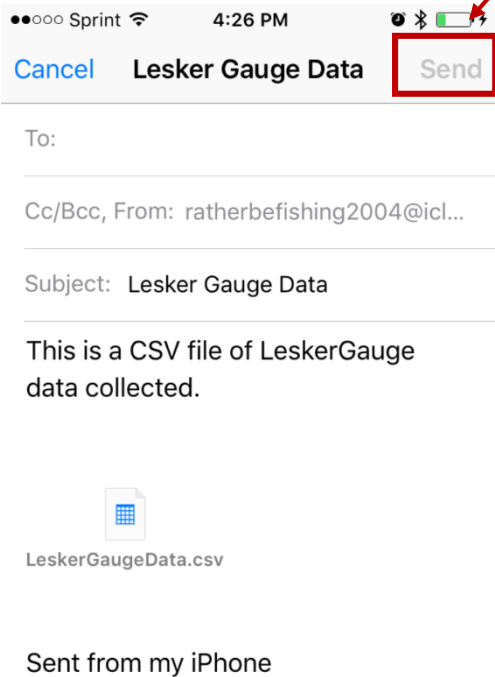 Sprint 4:26 PM
Cancel Lesker Gauge Data Send
To:
Cc/Bcc, From: ratherbefishing2004@icl...
Subject: Lesker Gauge Data
This is a CSV file of LeskerGauge
data collected.
LeskerGaugeData.csv
Sent from my iPhone